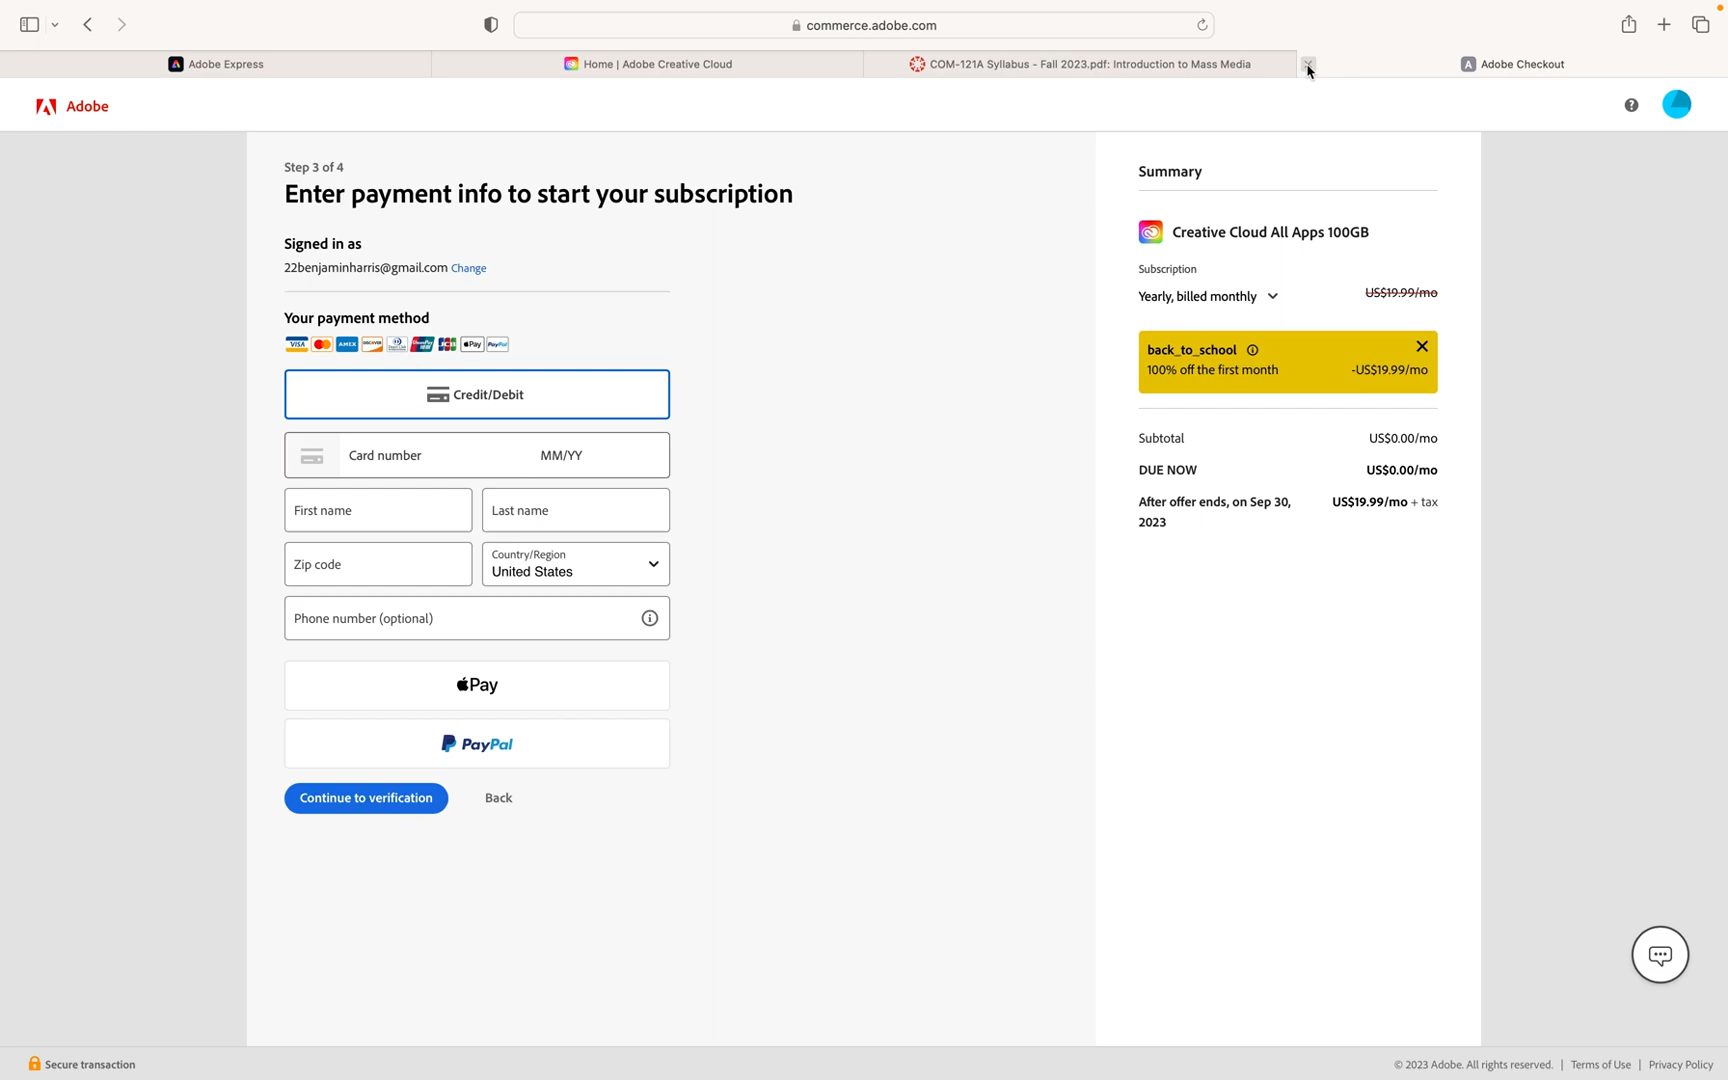 commerce.adobe.com
Adobe Express
Home | Adobe Creative Cloud
COM-121A Syllabus - Fall 2023.pdf: Introduction to Mass Media
A Adobe Checkout
Adobe
Step 3 of 4
Enter payment info to start your subscription
Signed in as
22benjaminharris@gmail.com Change
Your payment method
VISA AMEX DISCOVER JCB Pay PayPal
Credit/Debit
Card number MM/YY
First name Last name
Zip code
Country/Region
United States
Phone number (optional)
Pay
PayPal
Continue to verification Back
Summary
Creative Cloud All Apps 100GB
Subscription
Yearly, billed monthly US$19.99/mo
back_to_school
100% off the first month -US$19.99/mo
Subtotal US$0.00/mo
DUE NOW US$0.00/mo
After offer ends, on Sep 30, US$19.99/mo + tax
2023
Secure transaction
© 2023 Adobe. All rights reserved. | Terms of Use | Privacy Policy